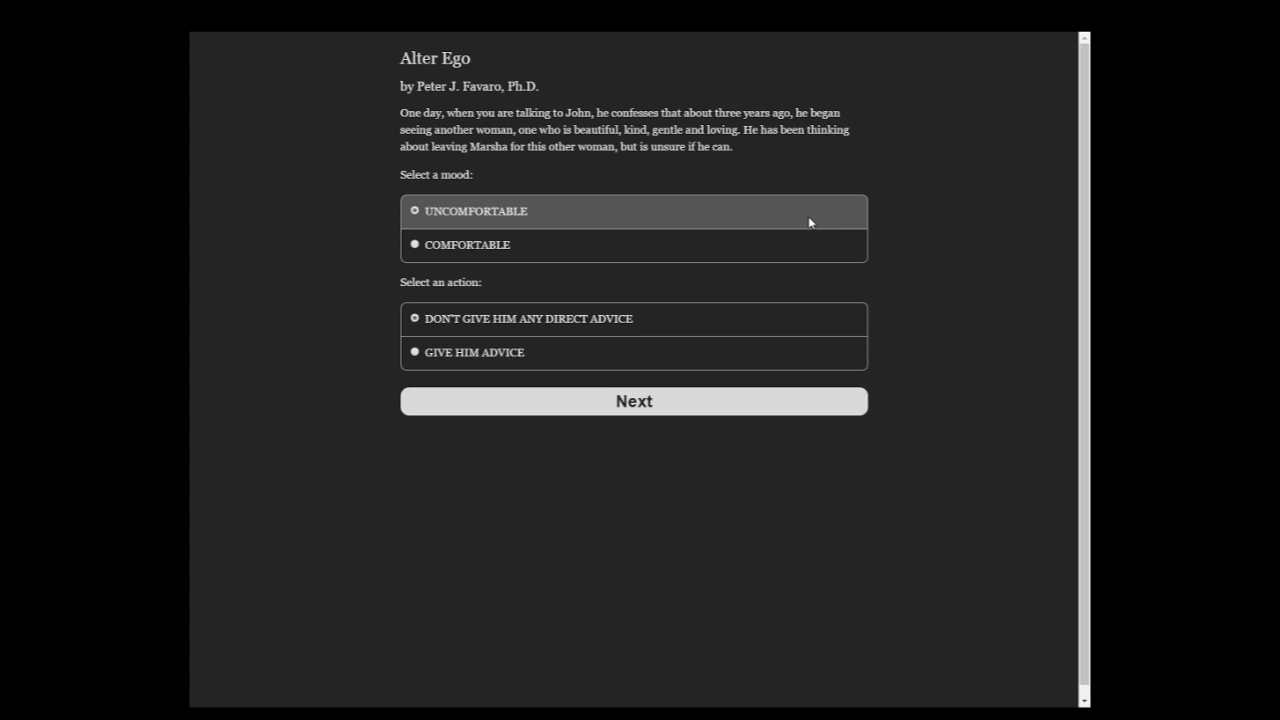 Alter Ego
by Peter J. Favaro, Ph.D.
One day, when you are talking to John, he confesses that about three years ago, he began
seeing another woman, one who is beautiful, kind, gentle and loving. He has been thinking
about leaving Marsha for this other woman, but is unsure if he can.
Select a mood:
UNCOMFORTABLE
COMFORTABLE
Select an action:
DON'T GIVE HIM ANY DIRECT ADVICE
GIVE HIM ADVICE
Next